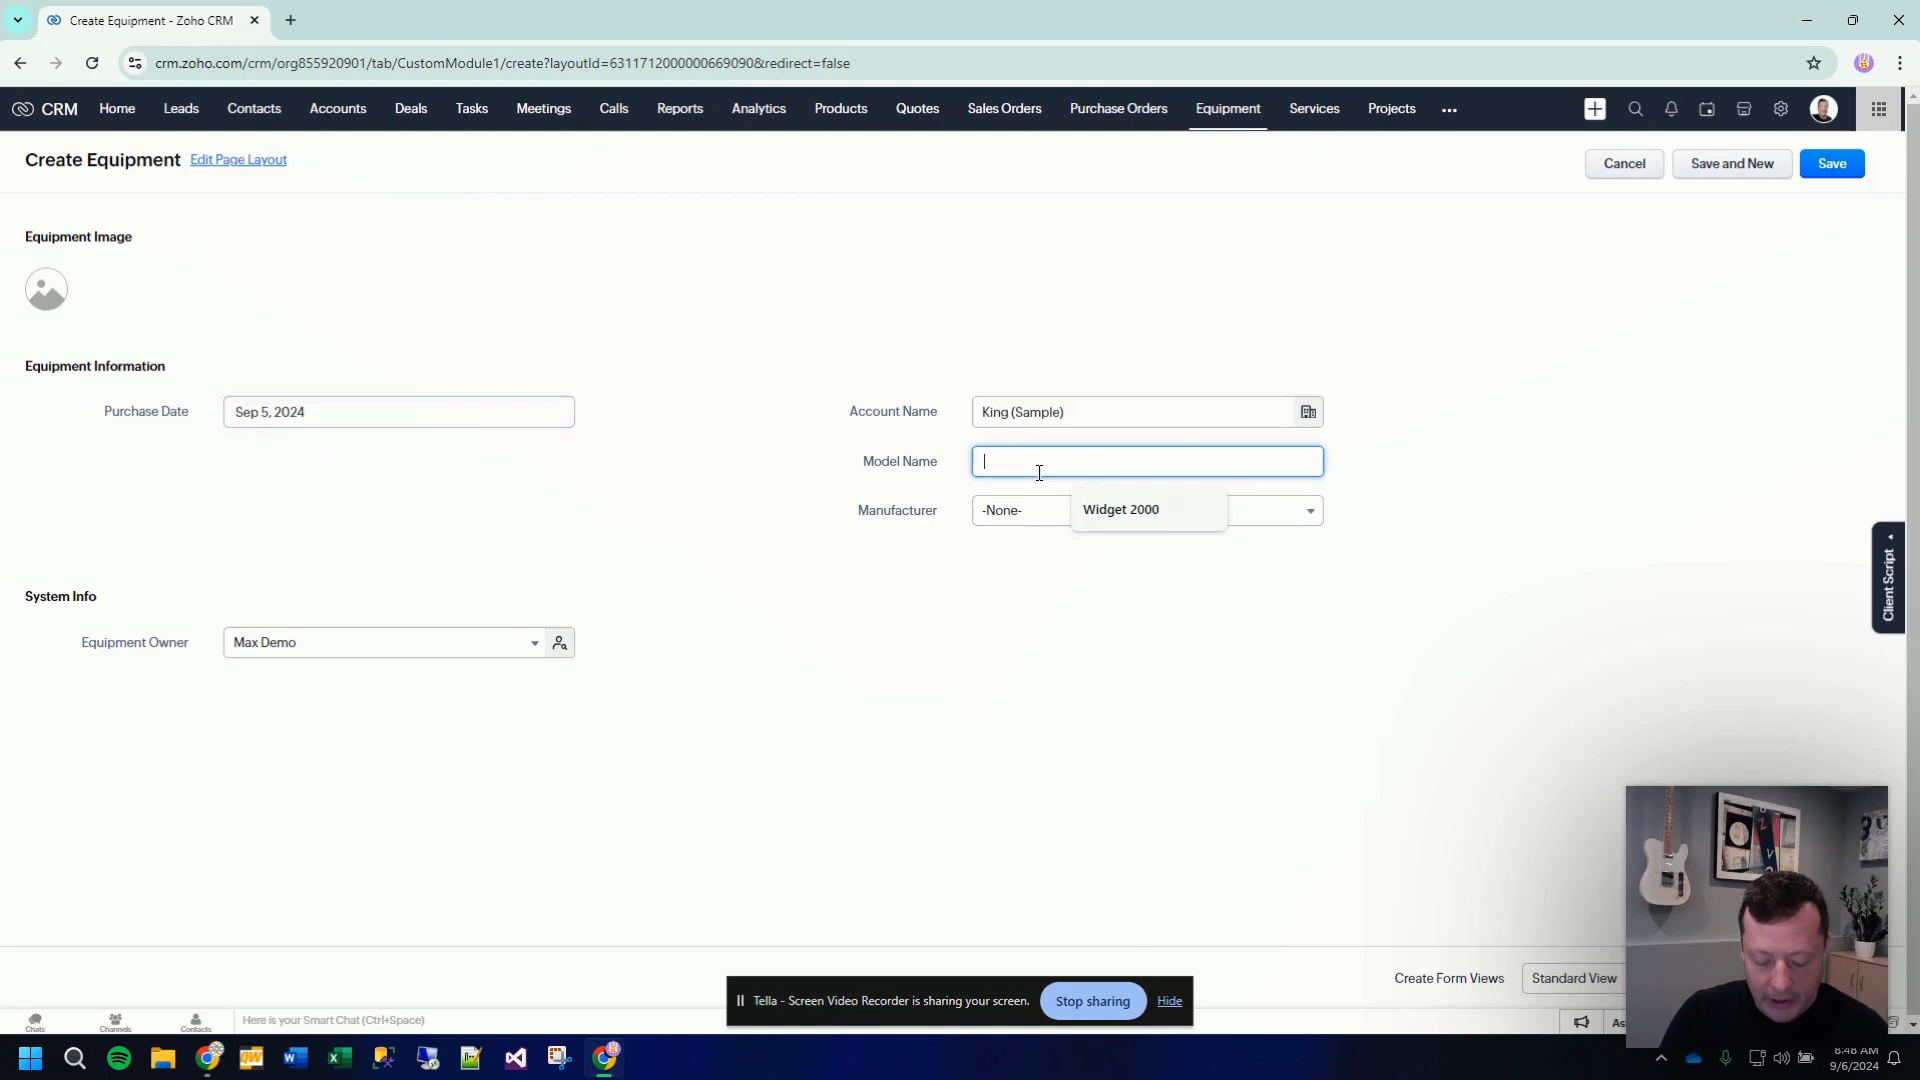 Create Equipment - Zoho CRM
crm.zoho.com/crm/org855920901/tab/CustomModule1/create?layoutId=6311712000000669090&redirect=false
CRM Home Leads Contacts Accounts Deals Tasks Meetings Calls Reports Analytics Products Quotes Sales Orders Purchase Orders Equipment Services Projects
Create Equipment Edit Page Layout Cancel Save and New Save
Equipment Image
Equipment Information
Purchase Date Sep 5, 2024 Account Name King (Sample)
Model Name
Manufacturer -None- Widget 2000
Client Script
System Info
Equipment Owner Max Demo
Create Form Views Standard View
Tella - Screen Video Recorder is sharing your screen. Stop sharing Hide
Chats Channels Contacts Here is your Smart Chat (Ctrl+Space)
8:48 AM
9/6/2024